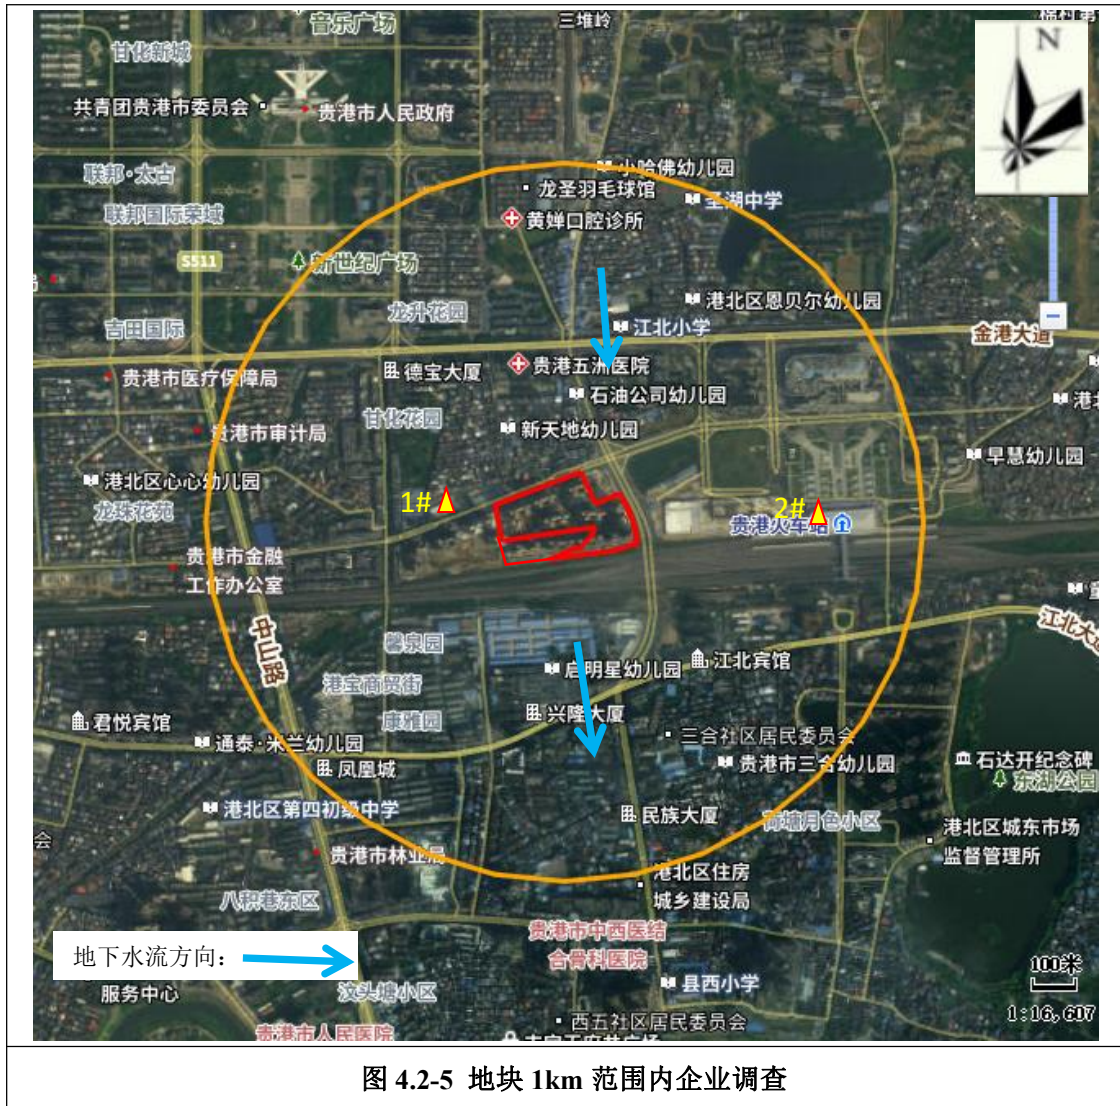 音乐广场
三堆岭
N
甘化新城
共青团贵港市委员会
贵港市人民政府
联邦·太古
小哈佛幼儿园
龙圣羽毛球馆
圣湖中学
联邦国际荣域
黄婵口腔诊所
S511
新世纪广场
港北区恩贝尔幼儿园
龙升花园
吉田国际
江北小学
金港大道
贵港市医疗保障局
德宝大厦
贵港五洲医院
石油公司幼儿园
港北
甘化花园
贵港市审计局
新天地幼儿园
早慧幼儿园
港北区心心幼儿园
1#
2#
龙珠花苑
贵港火车站
贵港市金融
工作办公室
中山路
馨泉园
启明星幼儿园
江北宾馆
江北大道
港宝商贸街
君悦宾馆
康雅园
兴隆大厦
通泰·米兰幼儿园
三合社区居民委员会
凤凰城
贵港市三合幼儿园
石达开纪念碑
东湖公园
港北区第四初级中学
民族大厦
荷塘月色小区
会
贵港市林业局
港北区城东市场
监督管理所
港北区住房
城乡建设局
八积巷东区
贵港市中西医结
合骨科医院
地下水流方向：
100米
服务中心
汶头塘小区
县西小学
1:16,607
西五社区居民委员会
贵港市人民医院
图 4.2-5 地块 1km 范围内企业调查